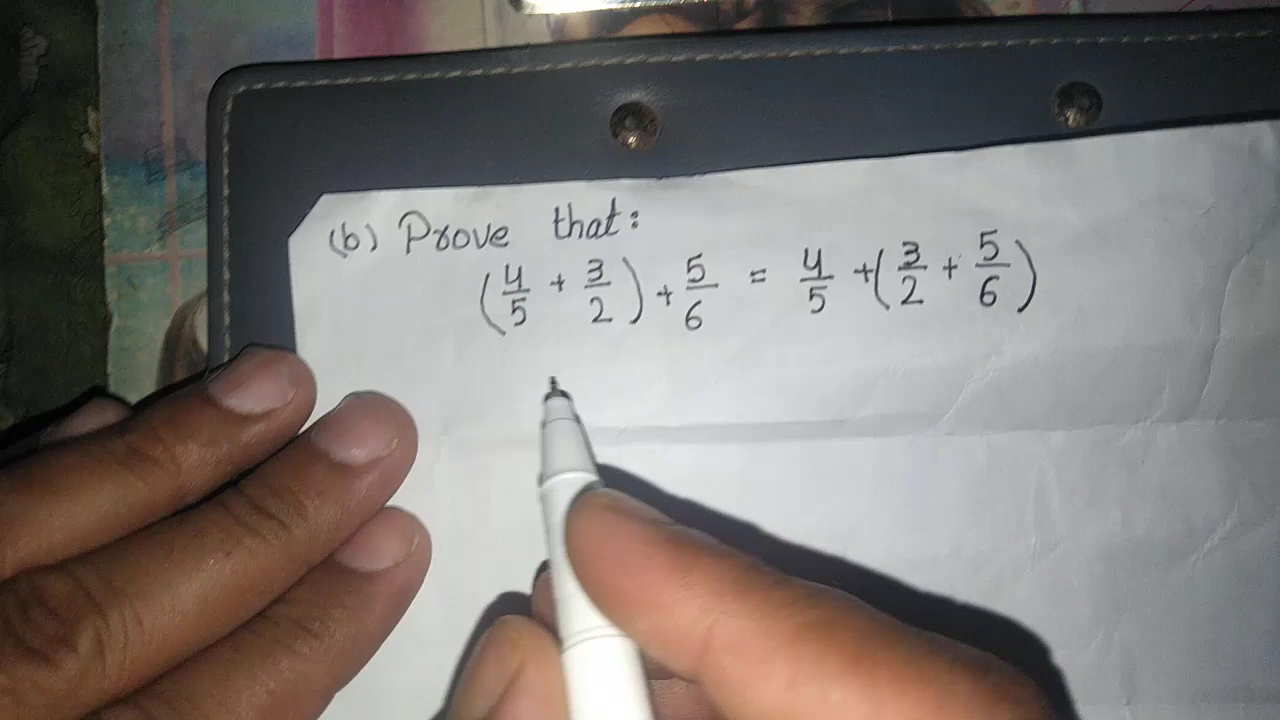 (b) Prove that:
(4/5 + 3/2) + 5/6 = 4/5 + (3/2 + 5/6)